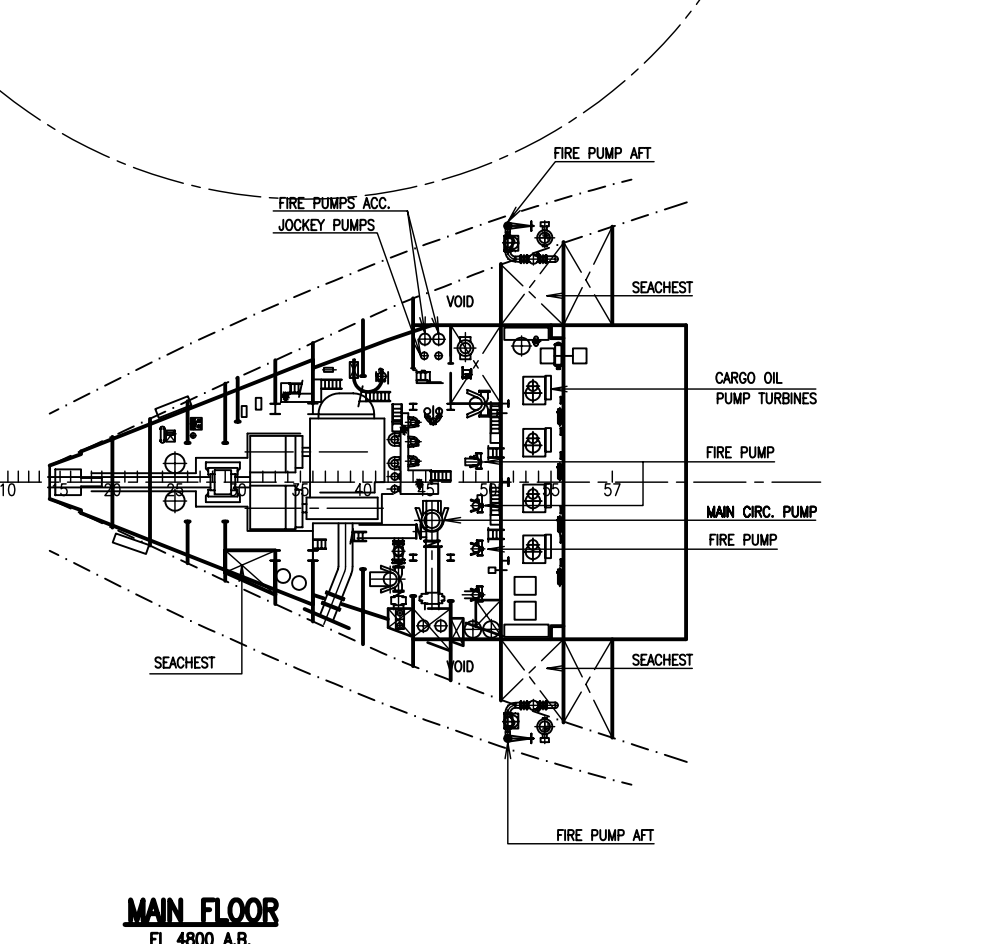 FIRE PUMP AFT
FIRE PUMPS ACC.
JOCKEY PUMPS
VOID
SEACHEST
CARGO OIL
PUMP TURBINES
FIRE PUMP
10 15 20 25 30 35 40 45 50 55 57
MAIN CIRC. PUMP
FIRE PUMP
SEACHEST
VOID
SEACHEST
FIRE PUMP AFT
MAIN FLOOR
FL 4800 A.B.